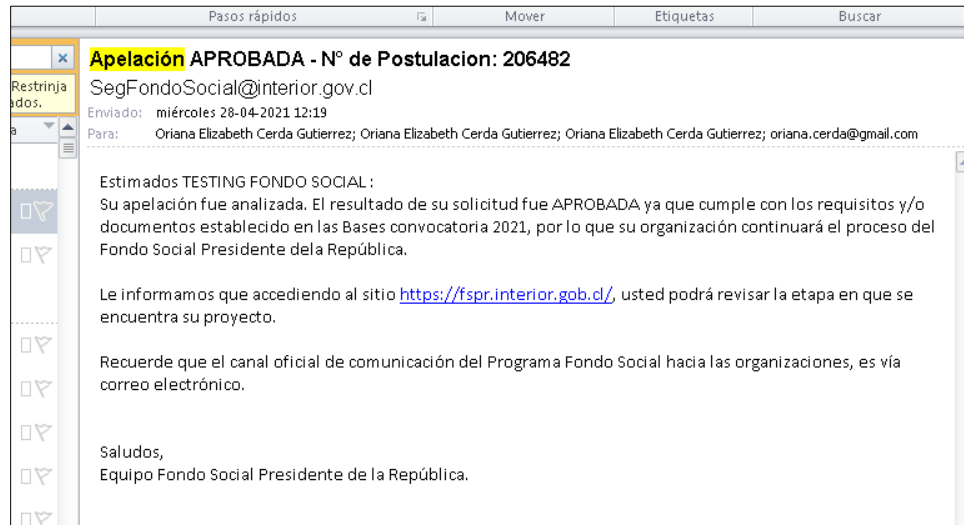 Pasos rápidos Mover Etiquetas Buscar
Apelación APROBADA - N° de Postulacion: 206482
Restrinja
ados.
SegFondoSocial@interior.gov.cl
Enviado: miércoles 28-04-2021 12:19
a
Para: Oriana Elizabeth Cerda Gutierrez; Oriana Elizabeth Cerda Gutierrez; Oriana Elizabeth Cerda Gutierrez; oriana.cerda@gmail.com
Estimados TESTING FONDO SOCIAL :
Su apelación fue analizada. El resultado de su solicitud fue APROBADA ya que cumple con los requisitos y/o
documentos establecido en las Bases convocatoria 2021, por lo que su organización continuará el proceso del
Fondo Social Presidente dela República.
Le informamos que accediendo al sitio https://fspr.interior.gob.cl/, usted podrá revisar la etapa en que se
encuentra su proyecto.
Recuerde que el canal oficial de comunicación del Programa Fondo Social hacia las organizaciones, es vía
correo electrónico.
Saludos,
Equipo Fondo Social Presidente de la República.